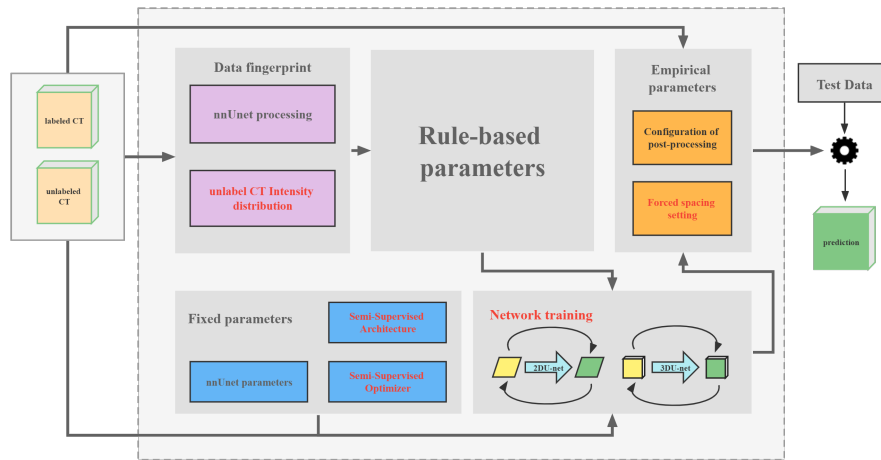 labeled CT
unlabeled
CT
Data fingerprint
nnUnet processing
unlabel CT Intensity
distribution
Rule-based
parameters
Empirical
parameters
Configuration of
post-processing
Forced spacing
setting
Test Data
prediction
Fixed parameters
Semi-Supervised
Architecture
nnUnet parameters
Semi-Supervised
Optimizer
Network training
2DU-net
3DU-net